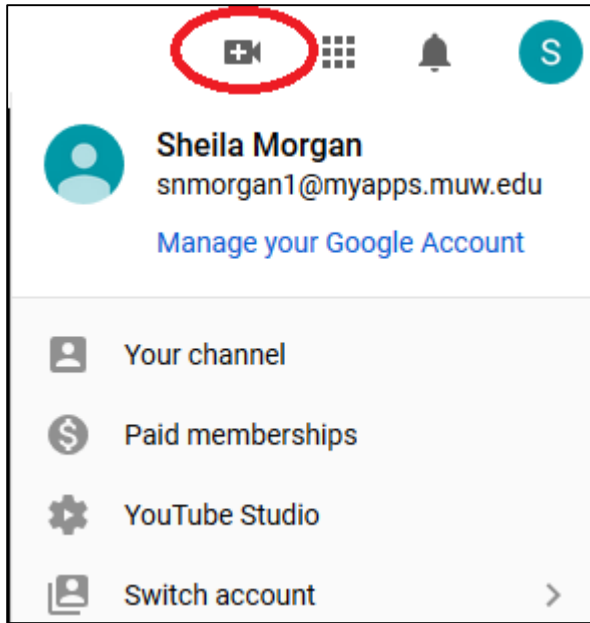 S
Sheila Morgan
snmorgan1@myapps.muw.edu
Manage your Google Account
Your channel
Paid memberships
YouTube Studio
Switch account